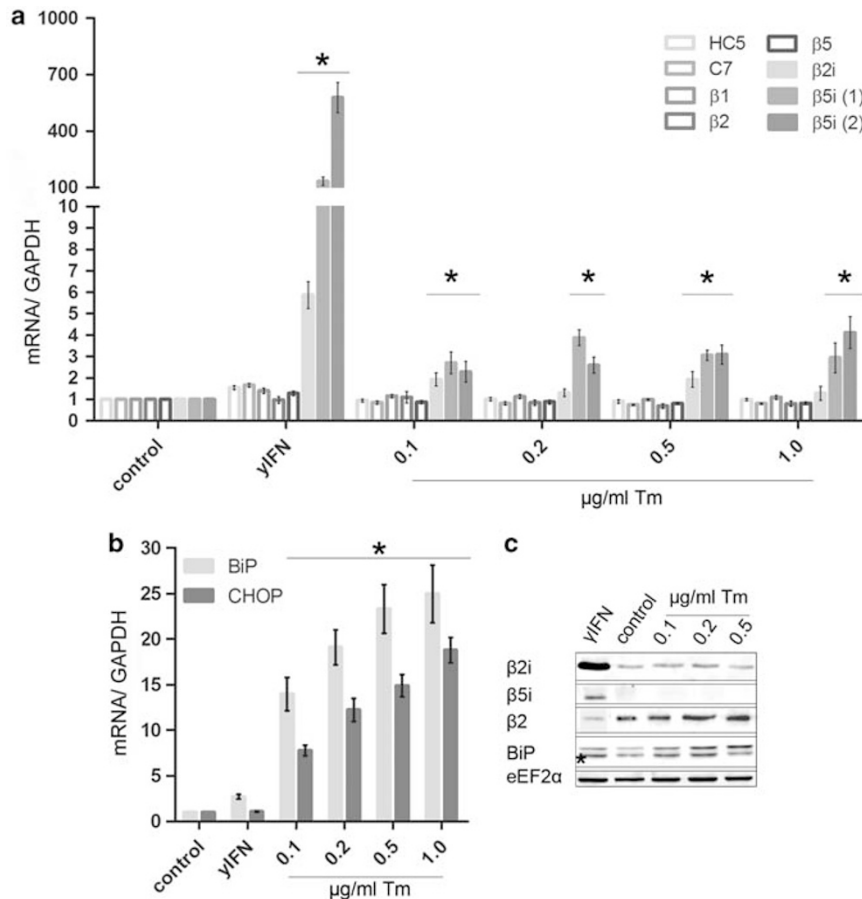 a
1000
700
400
100
10
9
8
7
6
5
4
3
2
1
0
mRNA/ GAPDH
HC5
C7
β1
β2
β5
β2i
β5i (1)
β5i (2)
*
* * * *
control
yIFN
0.1
0.2
0.5
1.0
µg/ml Tm
b
30
25
20
15
10
5
0
mRNA/ GAPDH
BiP
CHOP
*
control
yIFN
0.1
0.2
0.5
1.0
µg/ml Tm
c
µg/ml Tm
yIFN control 0.1 0.2 0.5
β2i
β5i
β2
BiP
*
eEF2α